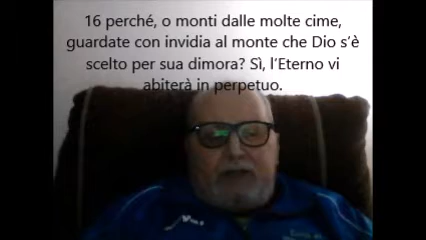 16 perché, o monti dalle molte cime,
guardate con invidia al monte che Dio s’è
scelto per sua dimora? Sì, l’Eterno vi
abiterà in perpetuo.